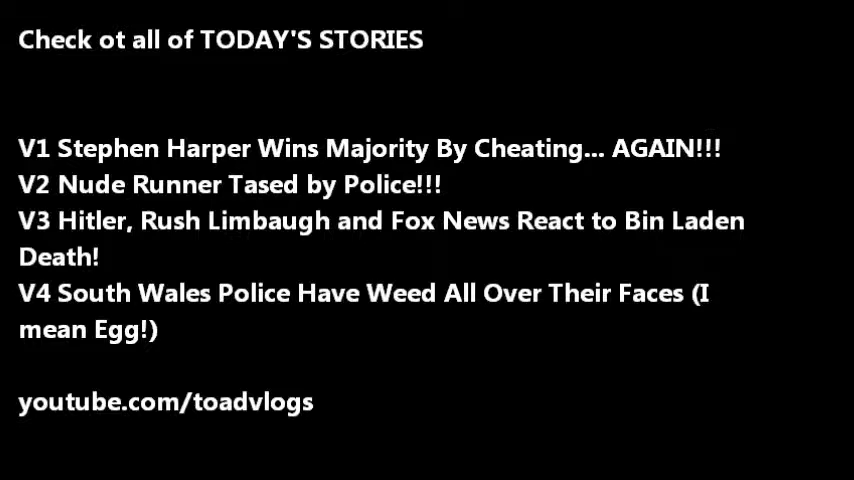 Check ot all of TODAY'S STORIES
V1 Stephen Harper Wins Majority By Cheating... AGAIN!!!
V2 Nude Runner Tased by Police!!!
V3 Hitler, Rush Limbaugh and Fox News React to Bin Laden
Death!
V4 South Wales Police Have Weed All Over Their Faces (I
mean Egg!)
youtube.com/toadvlogs